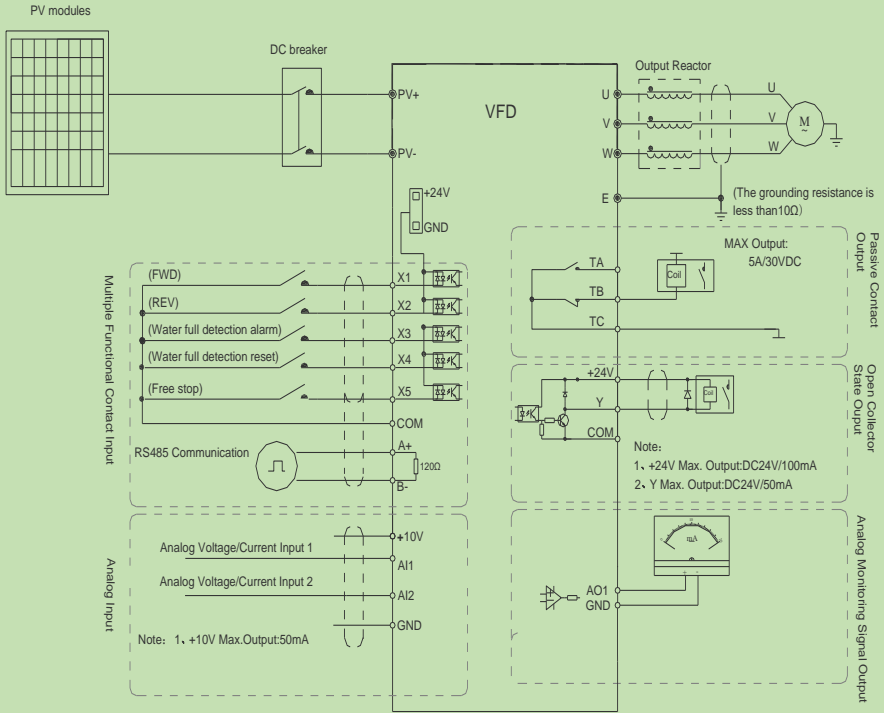 PV modules
DC breaker
PV+
PV-
VFD
Output Reactor
U
V
W
U
V
W
M
~
E
(The grounding resistance is
less than10Ω)
+24V
GND
Multiple Functional Contact Input
(FWD)
X1
(REV)
X2
(Water full detection alarm)
X3
(Water full detection reset)
X4
(Free stop)
X5
COM
RS485 Communication
A+
120Ω
B-
Analog Input
+10V
Analog Voltage/Current Input 1
AI1
Analog Voltage/Current Input 2
AI2
GND
Note: 1、+10V Max.Output:50mA
Passive Contact
Output
MAX Output:
5A/30VDC
TA
Coil
TB
TC
Open Collector
State Ouput
+24V
Y
Coil
COM
Note:
1、+24V Max. Output:DC24V/100mA
2、Y Max. Output:DC24V/50mA
Analog Monitoring Signal Output
mA
+ -
AO1
GND